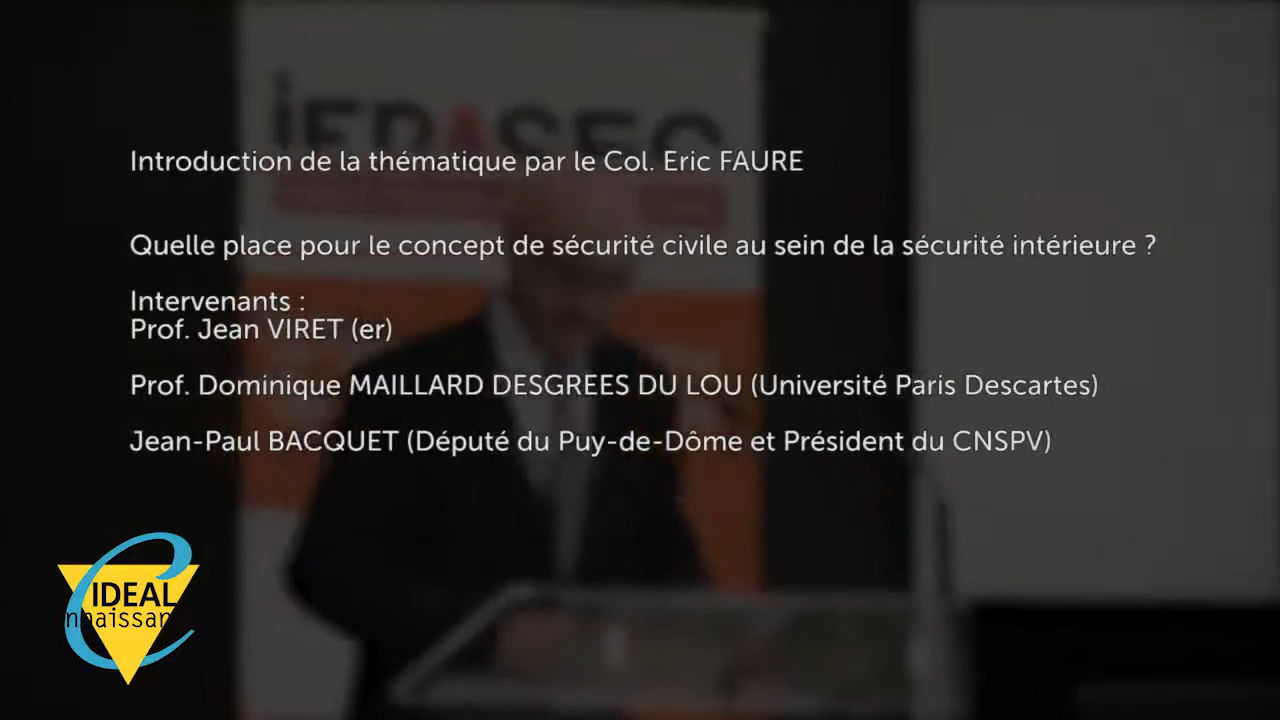 iFRASEC
Introduction de la thématique par le Col. Eric FAURE
Quelle place pour le concept de sécurité civile au sein de la sécurité intérieure ?
Intervenants :
Prof. Jean VIRET (er)
Prof. Dominique MAILLARD DESGREES DU LOU (Université Paris Descartes)
Jean-Paul BACQUET (Député du Puy-de-Dôme et Président du CNSPV)
IDEAL
nnaissan